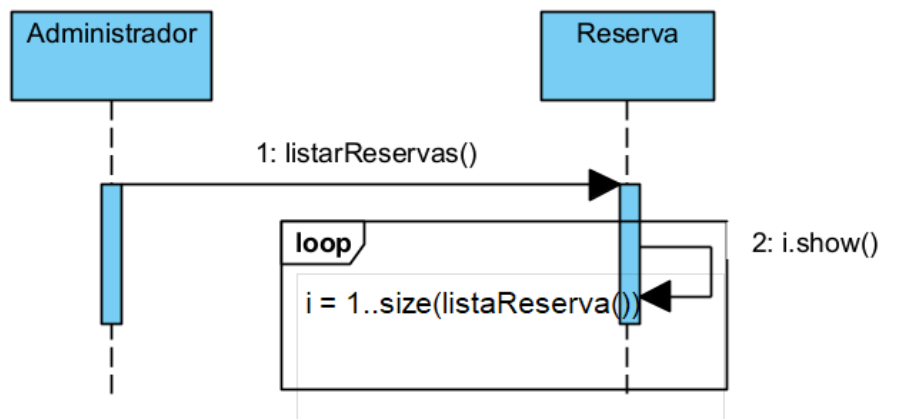 Administrador
Reserva
1: listarReservas()
loop
2: i.show()
i = 1..size(listaReserva())